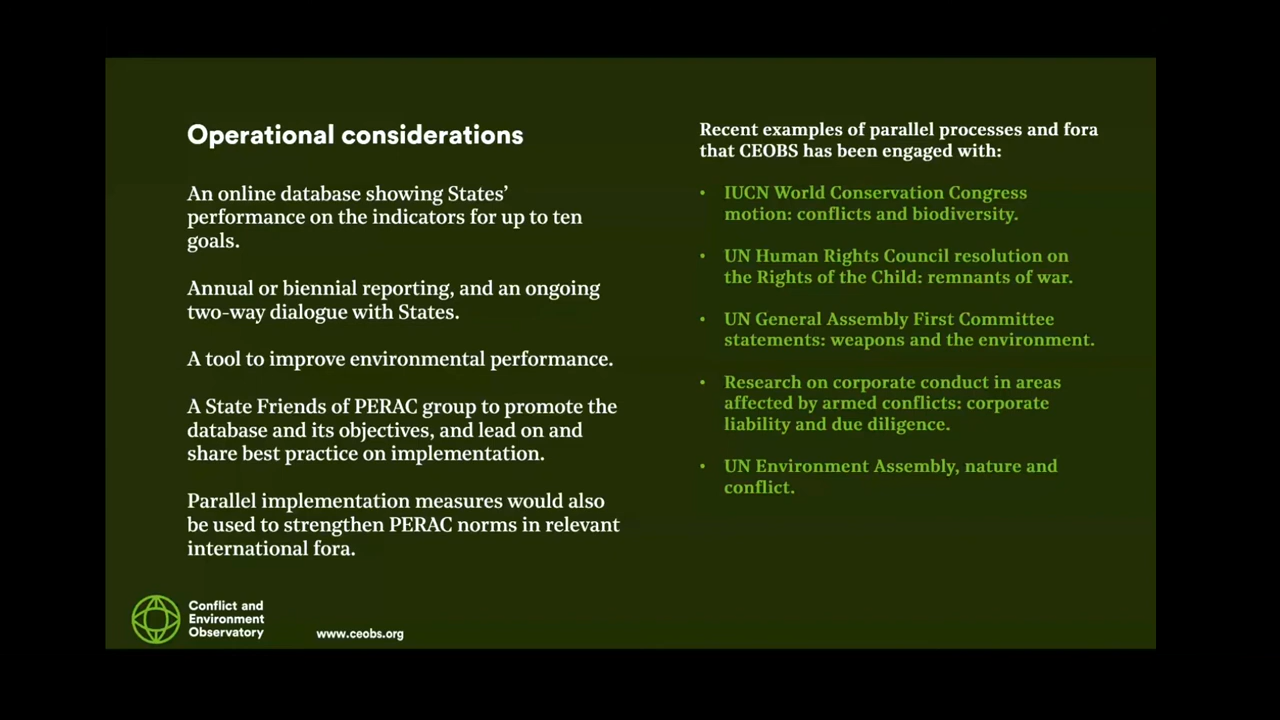 Operational considerations
An online database showing States’
performance on the indicators for up to ten
goals.
Annual or biennial reporting, and an ongoing
two-way dialogue with States.
A tool to improve environmental performance.
A State Friends of PERAC group to promote the
database and its objectives, and lead on and
share best practice on implementation.
Parallel implementation measures would also
be used to strengthen PERAC norms in relevant
international fora.
Recent examples of parallel processes and fora
that CEOBS has been engaged with:
• IUCN World Conservation Congress
motion: conflicts and biodiversity.
• UN Human Rights Council resolution on
the Rights of the Child: remnants of war.
• UN General Assembly First Committee
statements: weapons and the environment.
• Research on corporate conduct in areas
affected by armed conflicts: corporate
liability and due diligence.
• UN Environment Assembly, nature and
conflict.
Conflict and
Environment
Observatory
www.ceobs.org